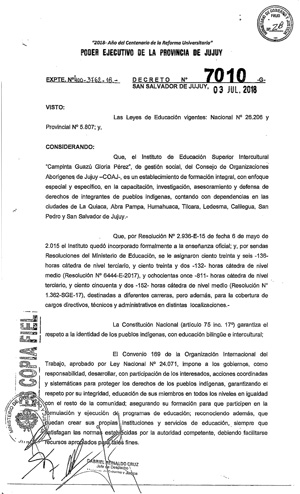 "2018- Año del Centenario de la Reforma Universitaria"
PODER EJECUTIVO DE LA PROVINCIA DE JUJUY
EXPTE. Nº
DECRETO Nº 7010 -G-
SAN SALVADOR DE JUJUY, 03 JUL. 2018
VISTO:
Las Leyes de Educación vigentes: Nacional Nº 26.206 y
Provincial Nº 5.807; y,
CONSIDERANDO:
Que, el Instituto de Educación Superior Intercultural
"Campinta Guazú Gloria Pérez", de gestión social, del Consejo de Organizaciones
Aborígenes de Jujuy –COAJ-, es un establecimiento de formación integral, con enfoque
especial y específico, en la capacitación, investigación, asesoramiento y defensa de
derechos de integrantes de pueblos indígenas, contando con dependencias en las
ciudades de La Quiaca, Abra Pampa, Humahuaca, Tilcara, Ledesma, Calilegua, San
Pedro y San Salvador de Jujuy.-
Que, por Resolución Nº 2.936-E-15 de fecha 6 de mayo de
2.015 el Instituto quedó incorporado formalmente a la enseñanza oficial; y, por sendas
Resoluciones del Ministerio de Educación, se le asignaron ciento treinta y seis -136-
horas cátedra de nivel terciario, y ciento treinta y dos -132- horas cátedra de nivel
medio (Resolución Nº 6444-E-2017), y ochocientas once -811- horas cátedra de nivel
terciario, y ciento cincuenta y dos -152- horas cátedra de nivel medio (Resolución Nº
1.362-SGE-17), destinadas a diferentes carreras, pero además, para la cobertura de
cargos directivos, técnicos y administrativos en distintas localizaciones.-
La Constitución Nacional (artículo 75 inc. 17º) garantiza el
respeto a la identidad de los pueblos indígenas, con educación bilingüe e intercultural;
El Convenio 169 de la Organización Internacional del
Trabajo, aprobado por Ley Nacional Nº 24.071, impone a los gobiernos, como
responsabilidad, desarrollar, con participación de los interesados, acciones coordinadas
y sistemáticas para proteger los derechos de los pueblos indígenas, garantizando el
respeto por su integridad, educación de sus miembros en todos los niveles en igualdad
con el resto de la comunidad; asegurando su formación para que participen en la
formulación y ejecución de programas de educación; reconociendo además, que
puedan crear sus propias instituciones y servicios de educación, siempre que
satisfagan las normas establecidas por la autoridad competente, debiendo facilitarles
recursos apropiados para tales fines.
ES COPIA FIEL
REINALDO CRUZ